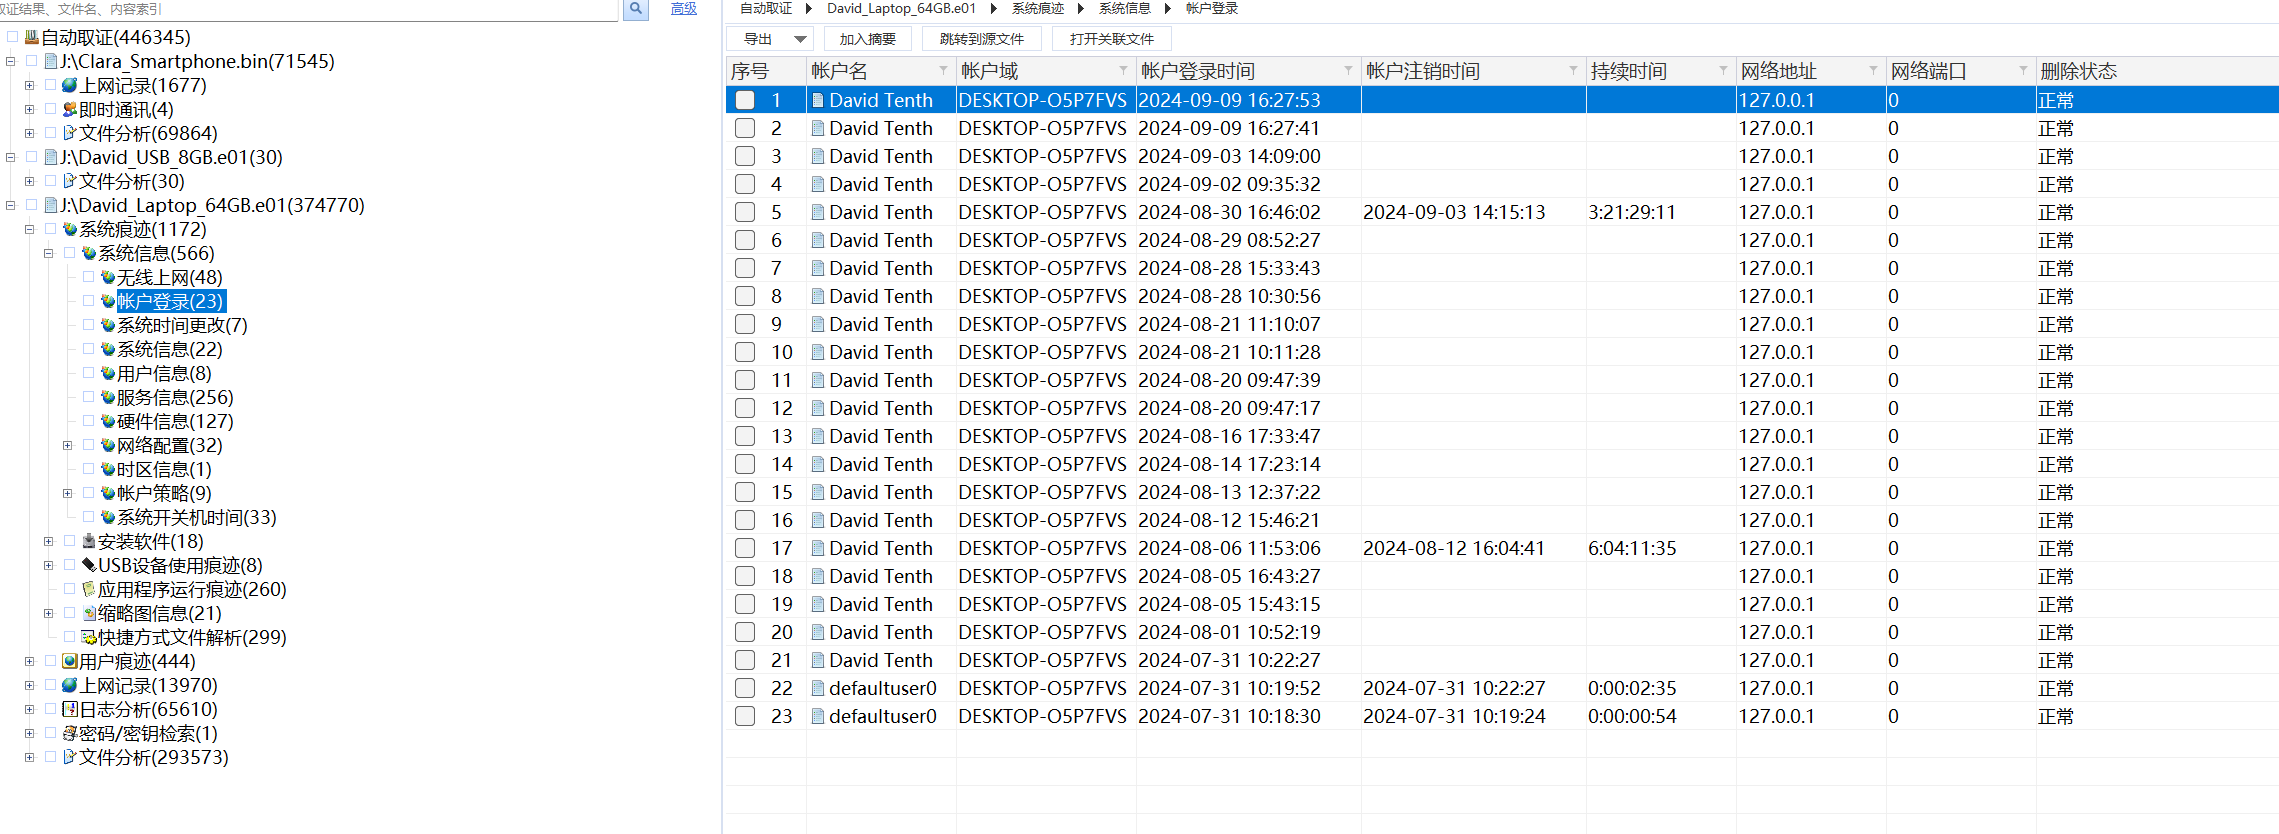 取证结果、文件名、内容索引
高级
自动取证(446345)
J:\Clara_Smartphone.bin(71545)
上网记录(1677)
即时通讯(4)
文件分析(69864)
J:\David_USB_8GB.e01(30)
文件分析(30)
J:\David_Laptop_64GB.e01(374770)
系统痕迹(1172)
系统信息(566)
无线上网(48)
帐户登录(23)
系统时间更改(7)
系统信息(22)
用户信息(8)
服务信息(256)
硬件信息(127)
网络配置(32)
时区信息(1)
帐户策略(9)
系统开关机时间(33)
安装软件(18)
USB设备使用痕迹(8)
应用程序运行痕迹(260)
缩略图信息(21)
快捷方式文件解析(299)
用户痕迹(444)
上网记录(13970)
日志分析(65610)
密码/密钥检索(1)
文件分析(293573)
自动取证 David_Laptop_64GB.e01 系统痕迹 系统信息 帐户登录
导出 加入摘要 跳转到源文件 打开关联文件
序号 帐户名 帐户域 帐户登录时间 帐户注销时间 持续时间 网络地址 网络端口 删除状态
1 David Tenth DESKTOP-O5P7FVS 2024-09-09 16:27:53 127.0.0.1 0 正常
2 David Tenth DESKTOP-O5P7FVS 2024-09-09 16:27:41 127.0.0.1 0 正常
3 David Tenth DESKTOP-O5P7FVS 2024-09-03 14:09:00 127.0.0.1 0 正常
4 David Tenth DESKTOP-O5P7FVS 2024-09-02 09:35:32 127.0.0.1 0 正常
5 David Tenth DESKTOP-O5P7FVS 2024-08-30 16:46:02 2024-09-03 14:15:13 3:21:29:11 127.0.0.1 0 正常
6 David Tenth DESKTOP-O5P7FVS 2024-08-29 08:52:27 127.0.0.1 0 正常
7 David Tenth DESKTOP-O5P7FVS 2024-08-28 15:33:43 127.0.0.1 0 正常
8 David Tenth DESKTOP-O5P7FVS 2024-08-28 10:30:56 127.0.0.1 0 正常
9 David Tenth DESKTOP-O5P7FVS 2024-08-21 11:10:07 127.0.0.1 0 正常
10 David Tenth DESKTOP-O5P7FVS 2024-08-21 10:11:28 127.0.0.1 0 正常
11 David Tenth DESKTOP-O5P7FVS 2024-08-20 09:47:39 127.0.0.1 0 正常
12 David Tenth DESKTOP-O5P7FVS 2024-08-20 09:47:17 127.0.0.1 0 正常
13 David Tenth DESKTOP-O5P7FVS 2024-08-16 17:33:47 127.0.0.1 0 正常
14 David Tenth DESKTOP-O5P7FVS 2024-08-14 17:23:14 127.0.0.1 0 正常
15 David Tenth DESKTOP-O5P7FVS 2024-08-13 12:37:22 127.0.0.1 0 正常
16 David Tenth DESKTOP-O5P7FVS 2024-08-12 15:46:21 127.0.0.1 0 正常
17 David Tenth DESKTOP-O5P7FVS 2024-08-06 11:53:06 2024-08-12 16:04:41 6:04:11:35 127.0.0.1 0 正常
18 David Tenth DESKTOP-O5P7FVS 2024-08-05 16:43:27 127.0.0.1 0 正常
19 David Tenth DESKTOP-O5P7FVS 2024-08-05 15:43:15 127.0.0.1 0 正常
20 David Tenth DESKTOP-O5P7FVS 2024-08-01 10:52:19 127.0.0.1 0 正常
21 David Tenth DESKTOP-O5P7FVS 2024-07-31 10:22:27 127.0.0.1 0 正常
22 defaultuser0 DESKTOP-O5P7FVS 2024-07-31 10:19:52 2024-07-31 10:22:27 0:00:02:35 127.0.0.1 0 正常
23 defaultuser0 DESKTOP-O5P7FVS 2024-07-31 10:18:30 2024-07-31 10:19:24 0:00:00:54 127.0.0.1 0 正常